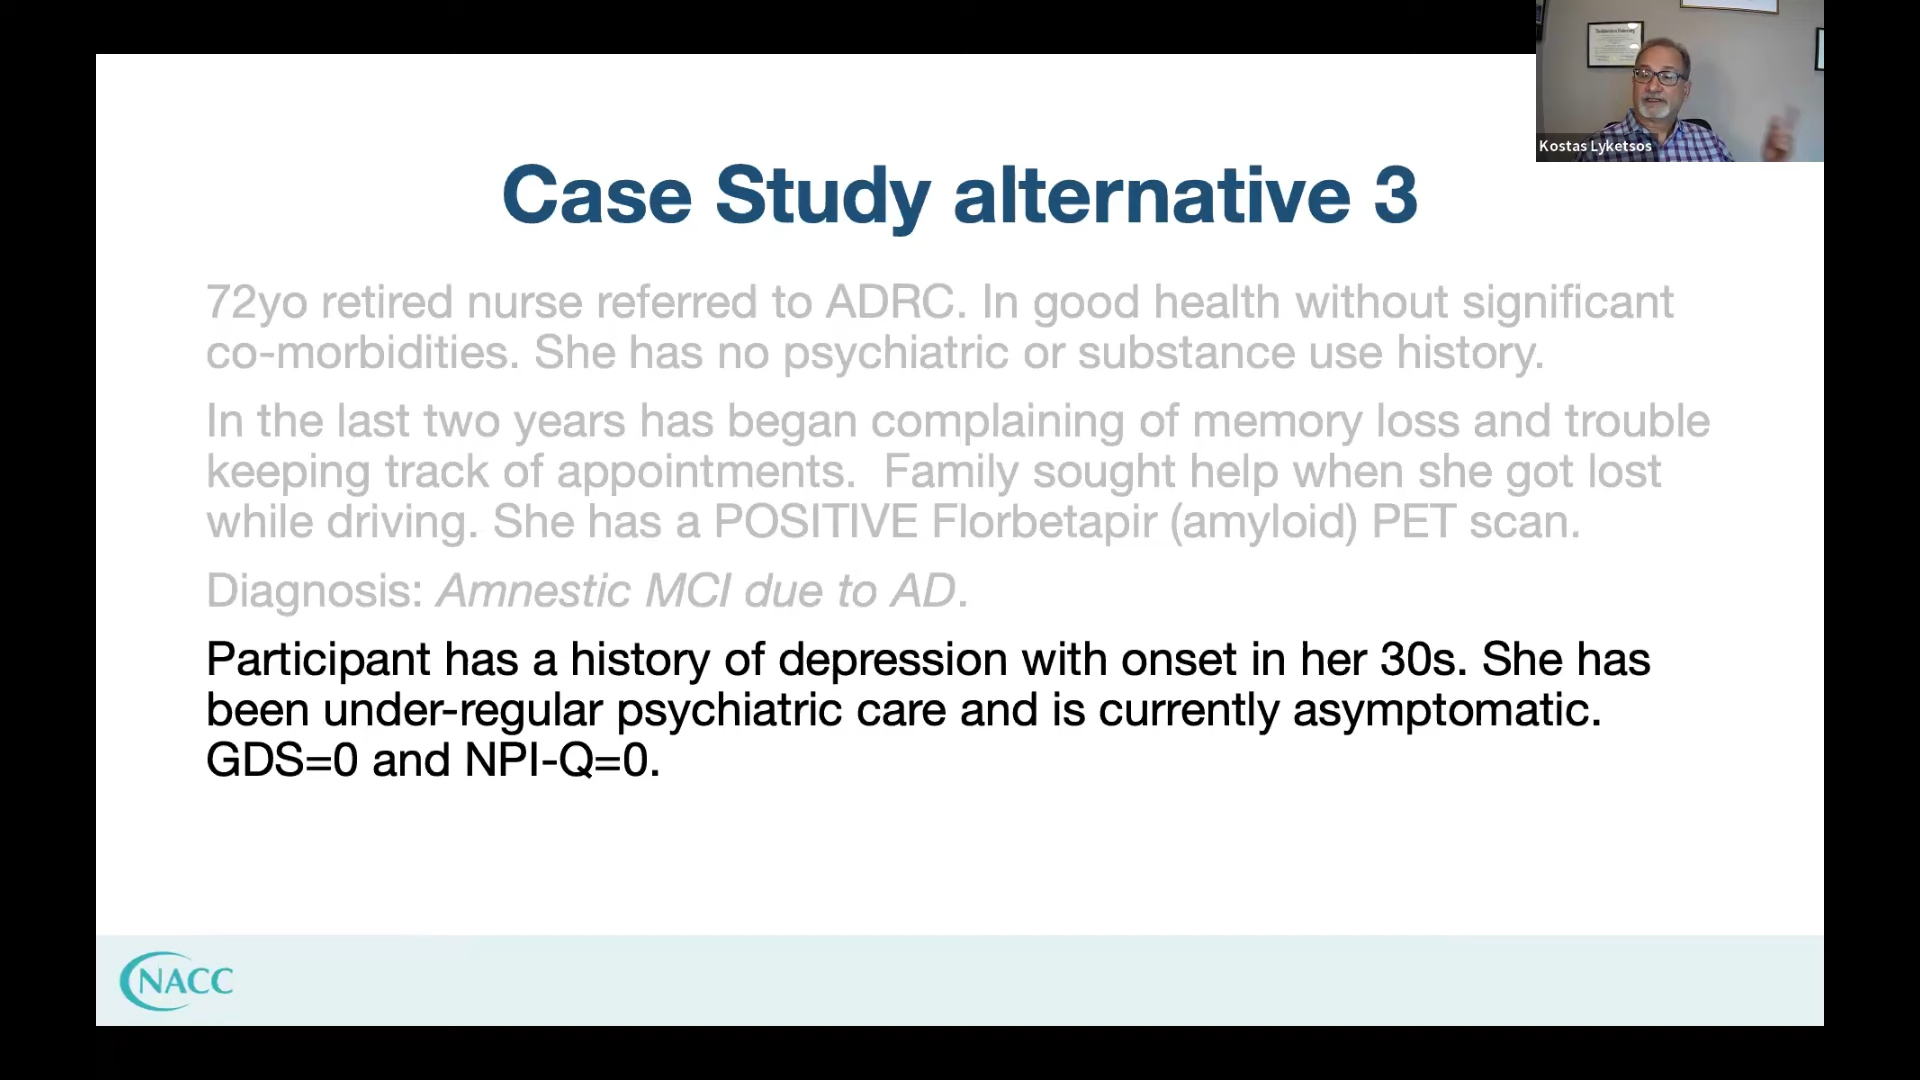 Kostas Lyketsos
Case Study alternative 3
72yo retired nurse referred to ADRC. In good health without significant
co-morbidities. She has no psychiatric or substance use history.
In the last two years has began complaining of memory loss and trouble
keeping track of appointments.  Family sought help when she got lost
while driving. She has a POSITIVE Florbetapir (amyloid) PET scan.
Diagnosis: Amnestic MCI due to AD.
Participant has a history of depression with onset in her 30s. She has
been under-regular psychiatric care and is currently asymptomatic.
GDS=0 and NPI-Q=0.
NACC